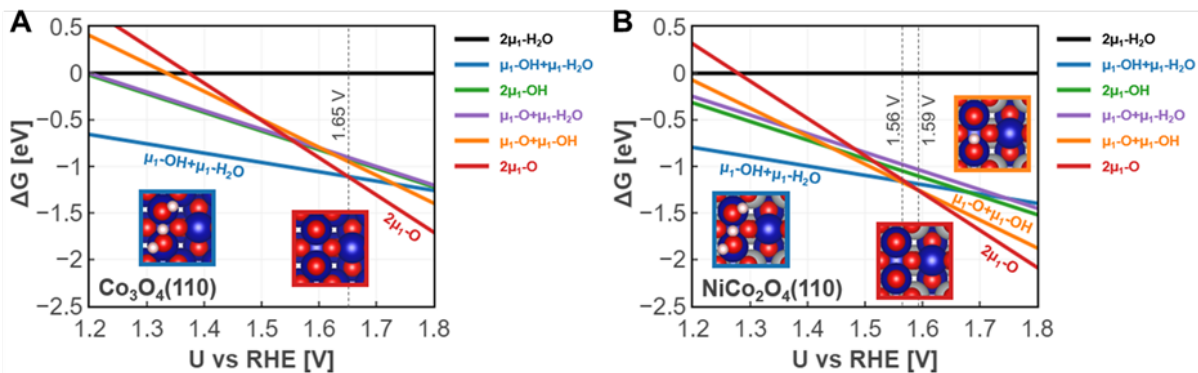 A
ΔG [eV]
0.5
0
−0.5
−1
−1.5
−2
−2.5
1.2
1.3
1.4
1.5
1.6
1.7
1.8
U vs RHE [V]
1.65 V
μ₁-OH+μ₁-H₂O
2μ₁-O
Co₃O₄(110)
2μ₁-H₂O
μ₁-OH+μ₁-H₂O
2μ₁-OH
μ₁-O+μ₁-H₂O
μ₁-O+μ₁-OH
2μ₁-O
B
ΔG [eV]
0.5
0
−0.5
−1
−1.5
−2
−2.5
1.2
1.3
1.4
1.5
1.6
1.7
1.8
U vs RHE [V]
1.56 V
1.59 V
μ₁-OH+μ₁-H₂O
μ₁-O+μ₁-OH
2μ₁-O
NiCo₂O₄(110)
2μ₁-H₂O
μ₁-OH+μ₁-H₂O
2μ₁-OH
μ₁-O+μ₁-H₂O
μ₁-O+μ₁-OH
2μ₁-O